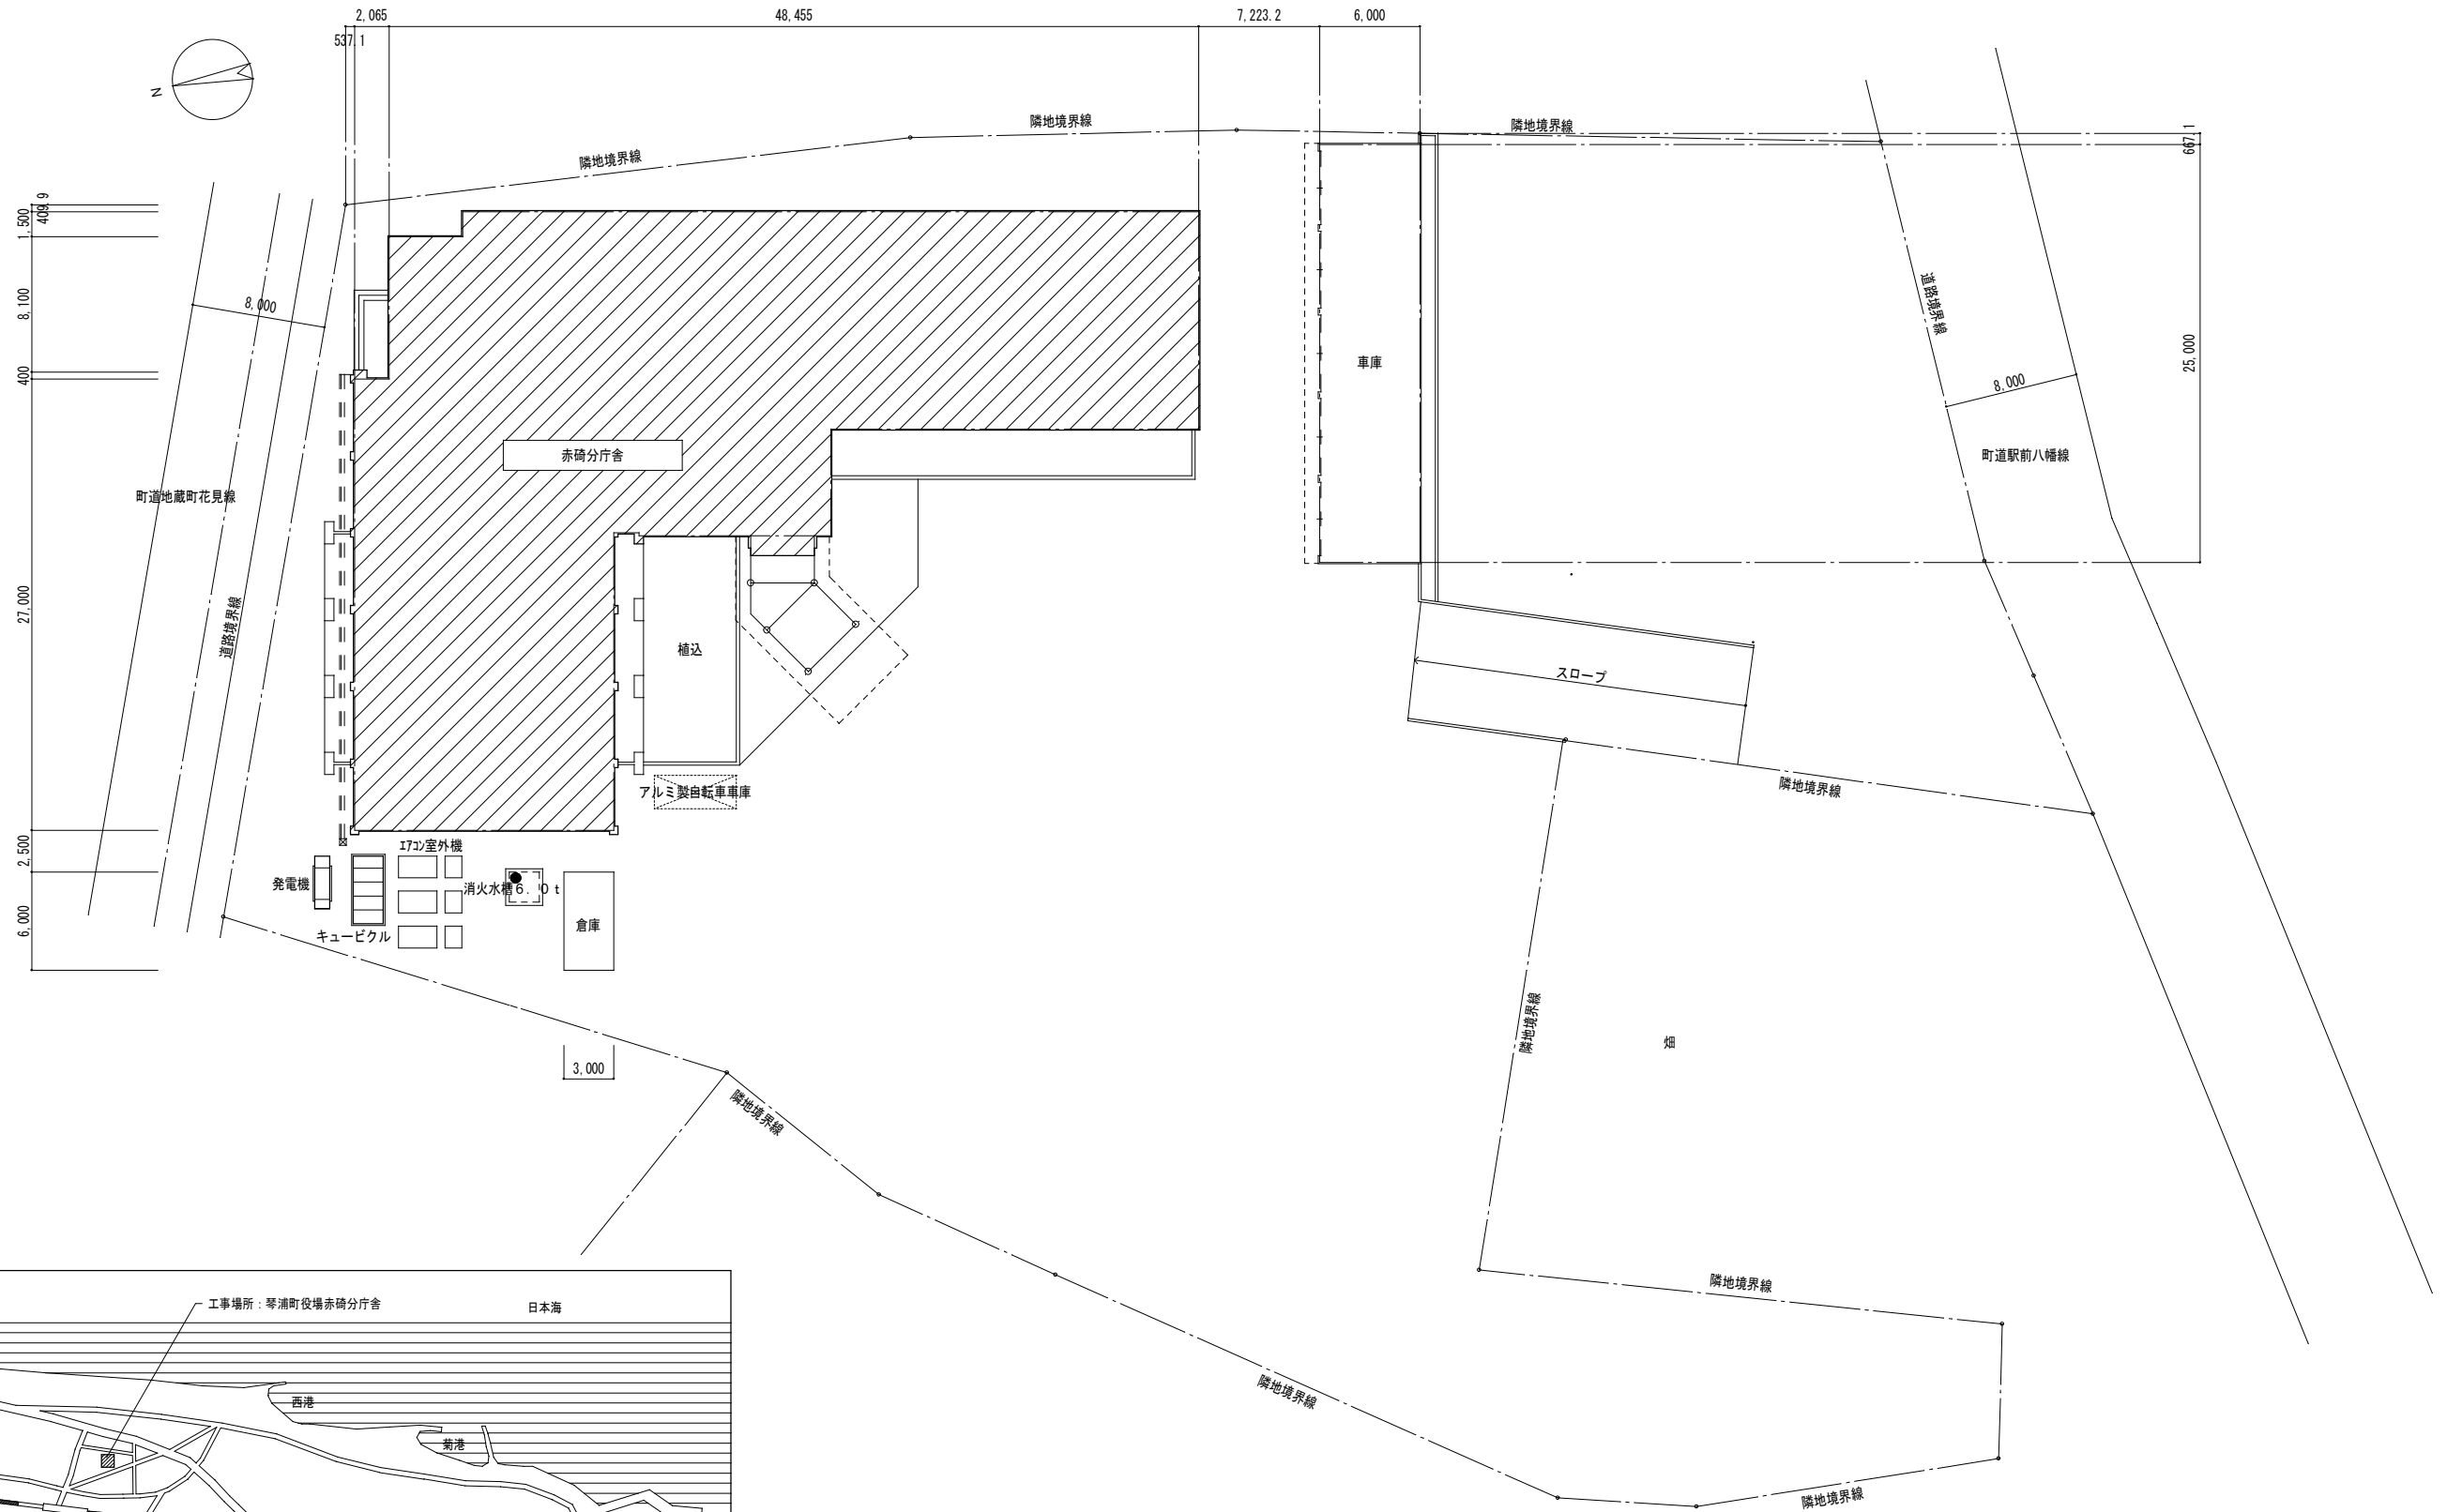 2,065
48,455
7,223.2
6,000
537.1
N
隣地境界線
隣地境界線
隣地境界線
667.1
409.9
1,500
8,100
400
27,000
2,500
6,000
8,000
道路境界線
25,000
車庫
8,000
赤碕分庁舎
町道駅前八幡線
町道地蔵町花見線
道路境界線
植込
スロープ
アルミ製自転車車庫
隣地境界線
エアコン室外機
発電機
消火水槽6.0t
倉庫
キュービクル
3,000
隣地境界線
畑
隣地境界線
隣地境界線
工事場所：琴浦町役場赤碕分庁舎
日本海
西港
菊港
隣地境界線
隣地境界線